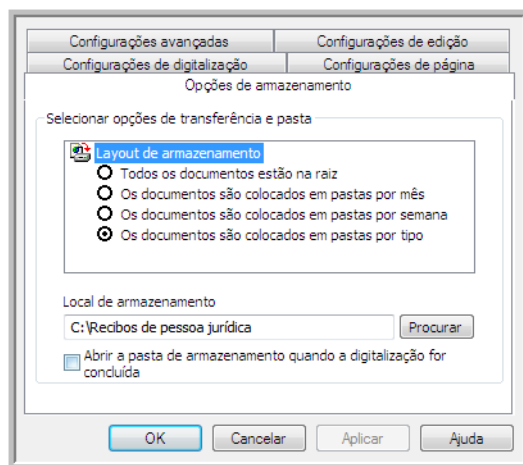 Configurações avançadas
Configurações de edição
Configurações de digitalização
Configurações de página
Opções de armazenamento
Selecionar opções de transferência e pasta
Layout de armazenamento
Todos os documentos estão na raiz
Os documentos são colocados em pastas por mês
Os documentos são colocados em pastas por semana
Os documentos são colocados em pastas por tipo
Local de armazenamento
C:\Recibos de pessoa jurídica
Procurar
Abrir a pasta de armazenamento quando a digitalização for
concluída
OK
Cancelar
Aplicar
Ajuda